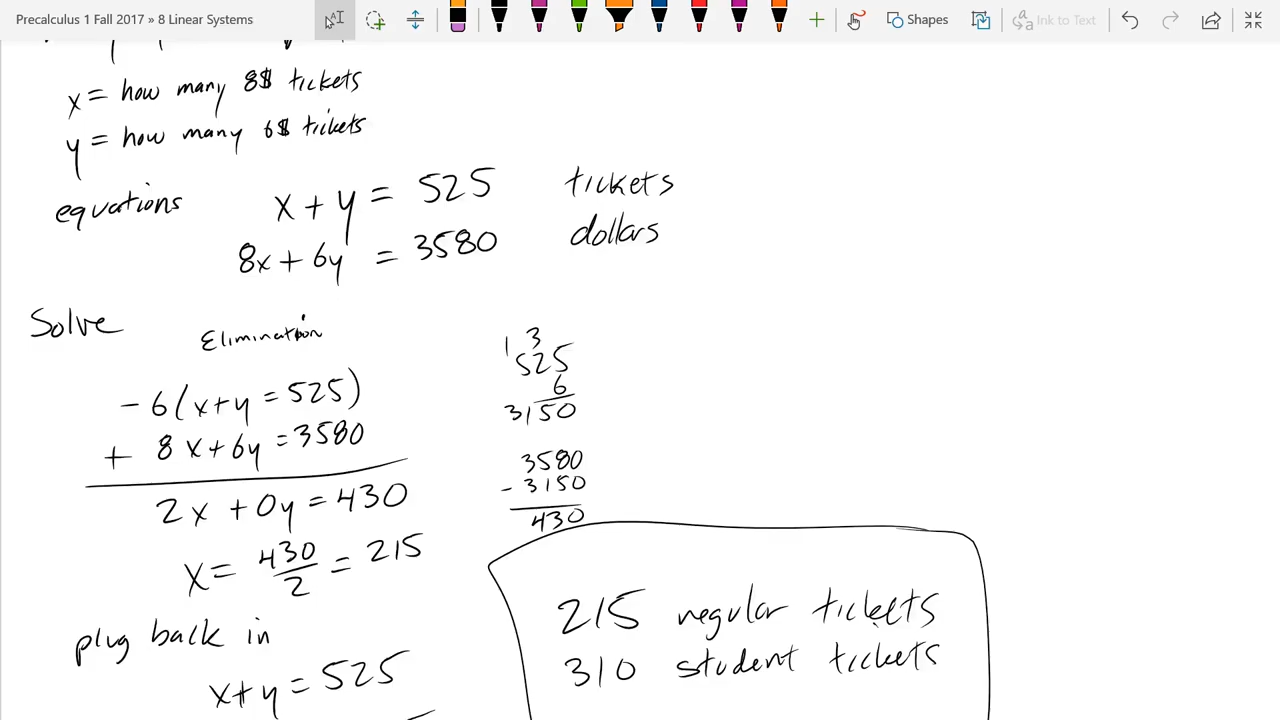 Precalculus 1 Fall 2017 » 8 Linear Systems
Shapes
Ink to Text
x = how many 8$ tickets
y = how many 6$ tickets
equations
x + y = 525 tickets
8x + 6y = 3580 dollars
Solve
Elimination
- 6 ( x + y = 525 )
+ 8x + 6y = 3580
2x + 0y = 430
x = 430/2 = 215
1 3
525
6
3150
3580
- 3150
430
plug back in
x + y = 525
215 regular tickets
310 student tickets